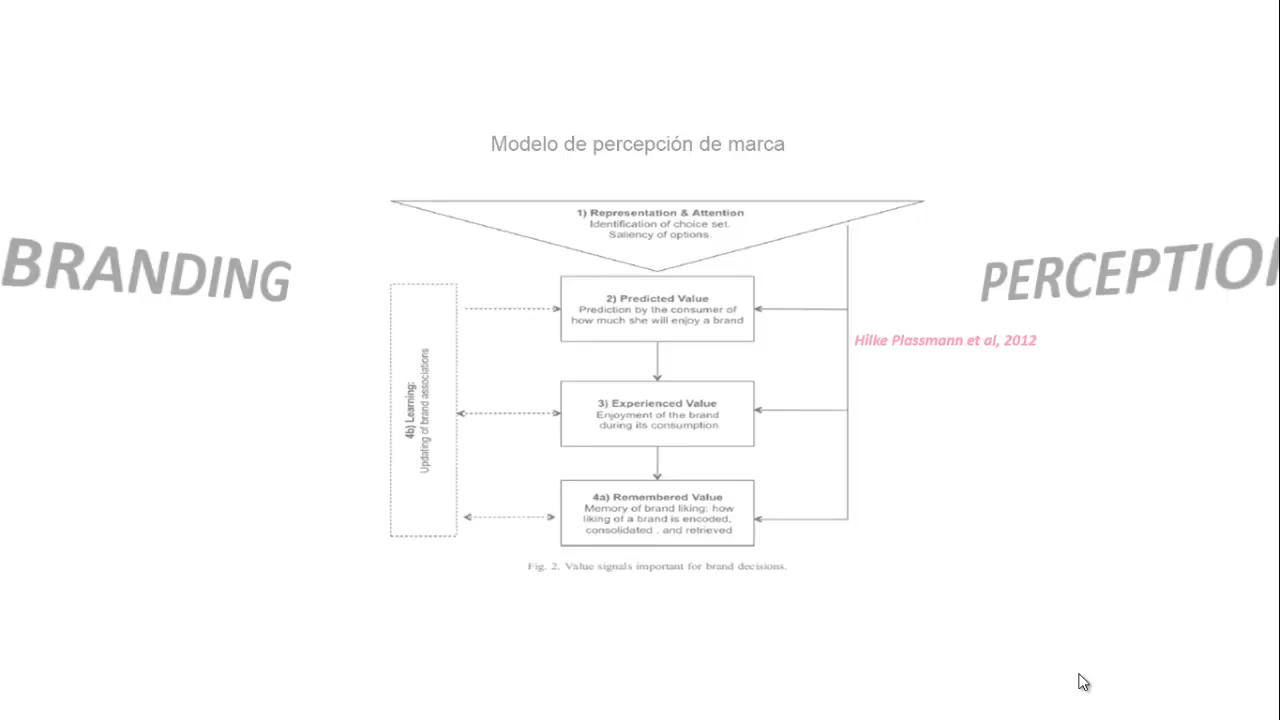 Modelo de percepción de marca
BRANDING
PERCEPTION
1) Representation & Attention
Identification of choice set.
Saliency of options.
2) Predicted Value
Prediction by the consumer of
how much she will enjoy a brand
Hilke Plassmann et al, 2012
3) Experienced Value
Enjoyment of the brand
during its consumption
4b) Learning:
Updating of brand associations
4a) Remembered Value
Memory of brand liking: how
liking of a brand is encoded,
consolidated , and retrieved
Fig. 2. Value signals important for brand decisions.